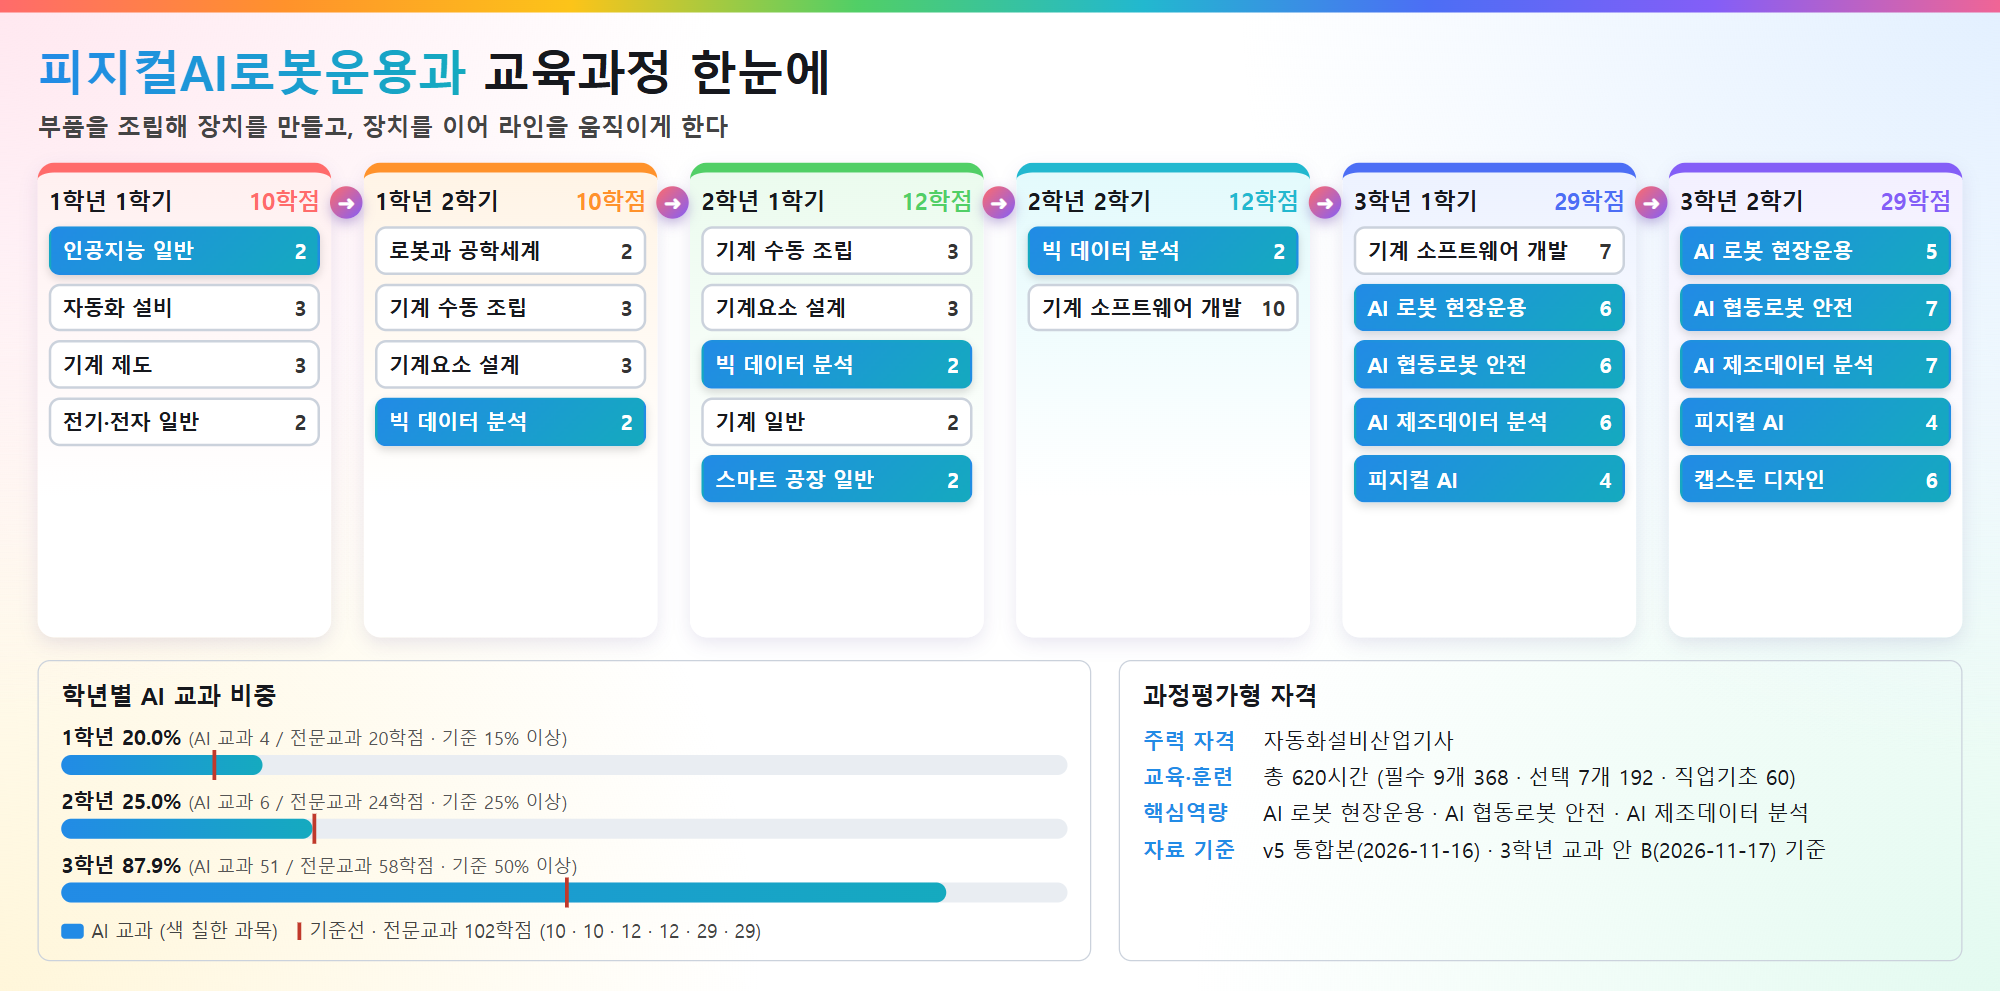 피지컬AI로봇운용과 교육과정 한눈에
부품을 조립해 장치를 만들고, 장치를 이어 라인을 움직이게 한다
1학년 1학기 10학점
인공지능 일반 2
자동화 설비 3
기계 제도 3
전기·전자 일반 2
➜
1학년 2학기 10학점
로봇과 공학세계 2
기계 수동 조립 3
기계요소 설계 3
빅 데이터 분석 2
➜
2학년 1학기 12학점
기계 수동 조립 3
기계요소 설계 3
빅 데이터 분석 2
기계 일반 2
스마트 공장 일반 2
➜
2학년 2학기 12학점
빅 데이터 분석 2
기계 소프트웨어 개발 10
➜
3학년 1학기 29학점
기계 소프트웨어 개발 7
AI 로봇 현장운용 6
AI 협동로봇 안전 6
AI 제조데이터 분석 6
피지컬 AI 4
➜
3학년 2학기 29학점
AI 로봇 현장운용 5
AI 협동로봇 안전 7
AI 제조데이터 분석 7
피지컬 AI 4
캡스톤 디자인 6
학년별 AI 교과 비중
1학년 20.0% (AI 교과 4 / 전문교과 20학점 · 기준 15% 이상)
2학년 25.0% (AI 교과 6 / 전문교과 24학점 · 기준 25% 이상)
3학년 87.9% (AI 교과 51 / 전문교과 58학점 · 기준 50% 이상)
AI 교과 (색 칠한 과목) 기준선 · 전문교과 102학점 (10 · 10 · 12 · 12 · 29 · 29)
과정평가형 자격
주력 자격 자동화설비산업기사
교육·훈련 총 620시간 (필수 9개 368 · 선택 7개 192 · 직업기초 60)
핵심역량 AI 로봇 현장운용 · AI 협동로봇 안전 · AI 제조데이터 분석
자료 기준 v5 통합본(2026-11-16) · 3학년 교과 안 B(2026-11-17) 기준